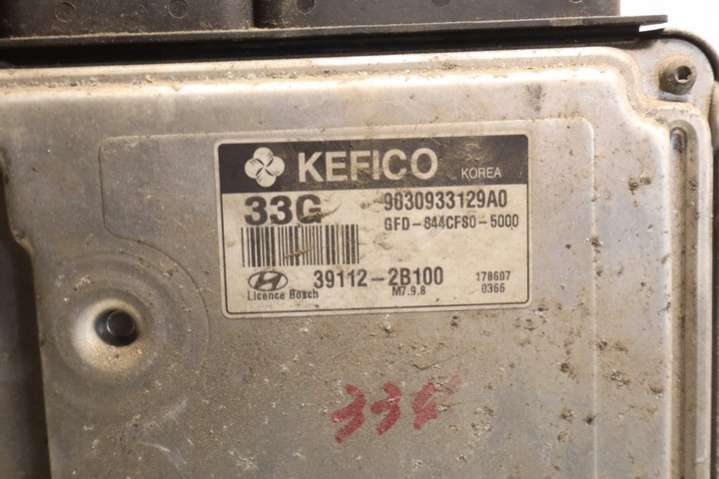 KEFICO KOREA
33G 9030933129A0
GFD-844CFS0-5000
39112-2B100 178607
Licence Bosch M7.9.8 0366